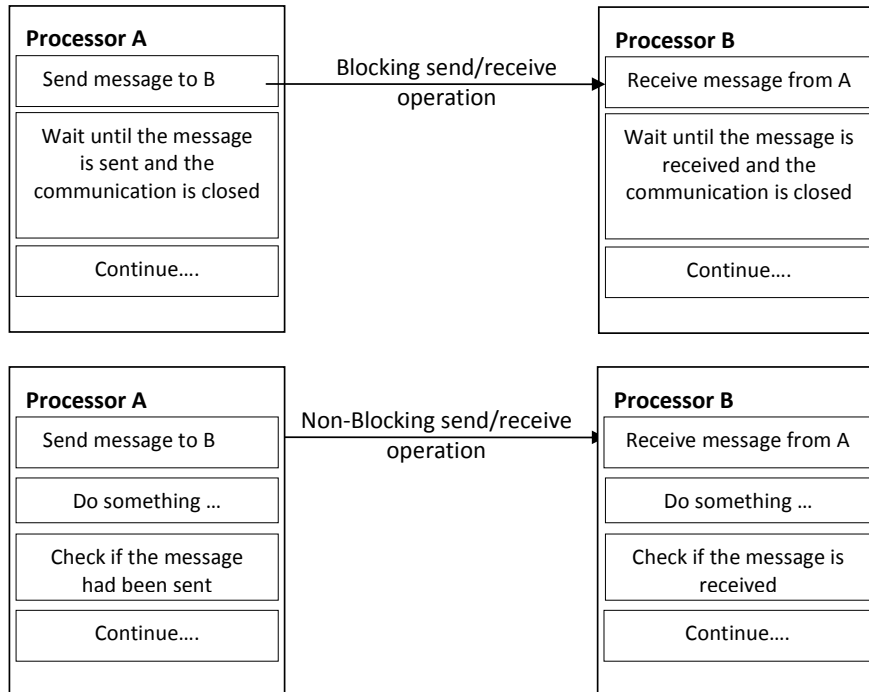 Processor A
Send message to B
Wait until the message
is sent and the
communication is closed
Continue....
Blocking send/receive
operation
Processor B
Receive message from A
Wait until the message is
received and the
communication is closed
Continue....
Processor A
Send message to B
Do something ...
Check if the message
had been sent
Continue....
Non-Blocking send/receive
operation
Processor B
Receive message from A
Do something ...
Check if the message is
received
Continue....